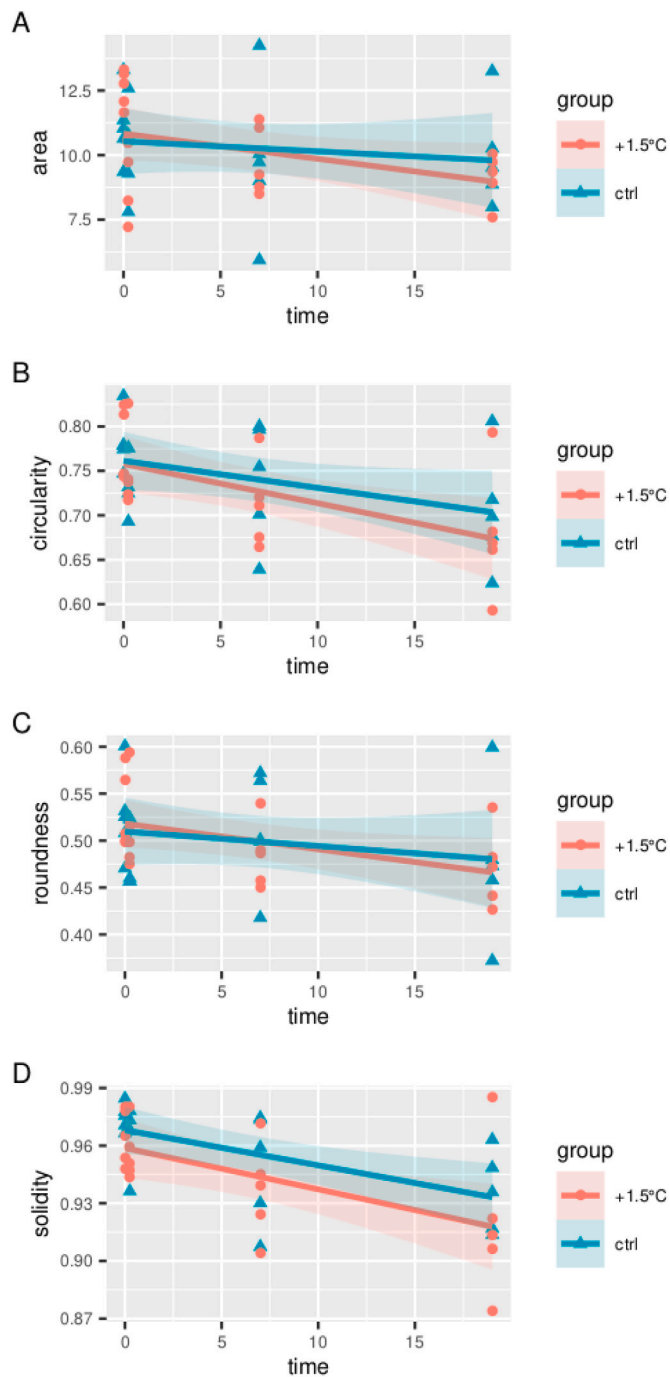 A
area
12.5
10.0
7.5
0
5
10
15
time
group
+1.5°C
ctrl
B
circularity
0.80
0.75
0.70
0.65
0.60
0
5
10
15
time
group
+1.5°C
ctrl
C
roundness
0.60
0.55
0.50
0.45
0.40
0
5
10
15
time
group
+1.5°C
ctrl
D
solidity
0.99
0.96
0.93
0.90
0.87
0
5
10
15
time
group
+1.5°C
ctrl